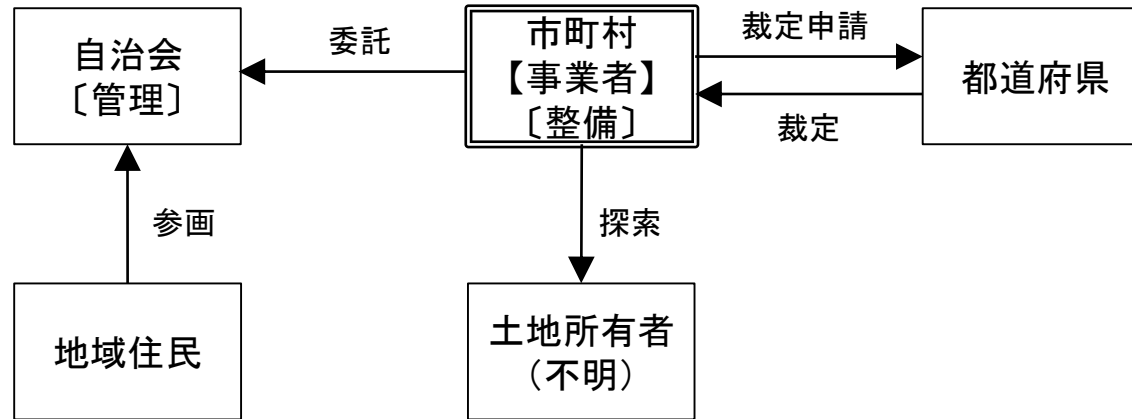 自治会
〔管理〕
委託
市町村
【事業者】
〔整備〕
裁定申請
裁定
都道府県
参画
探索
地域住民
土地所有者
（不明）